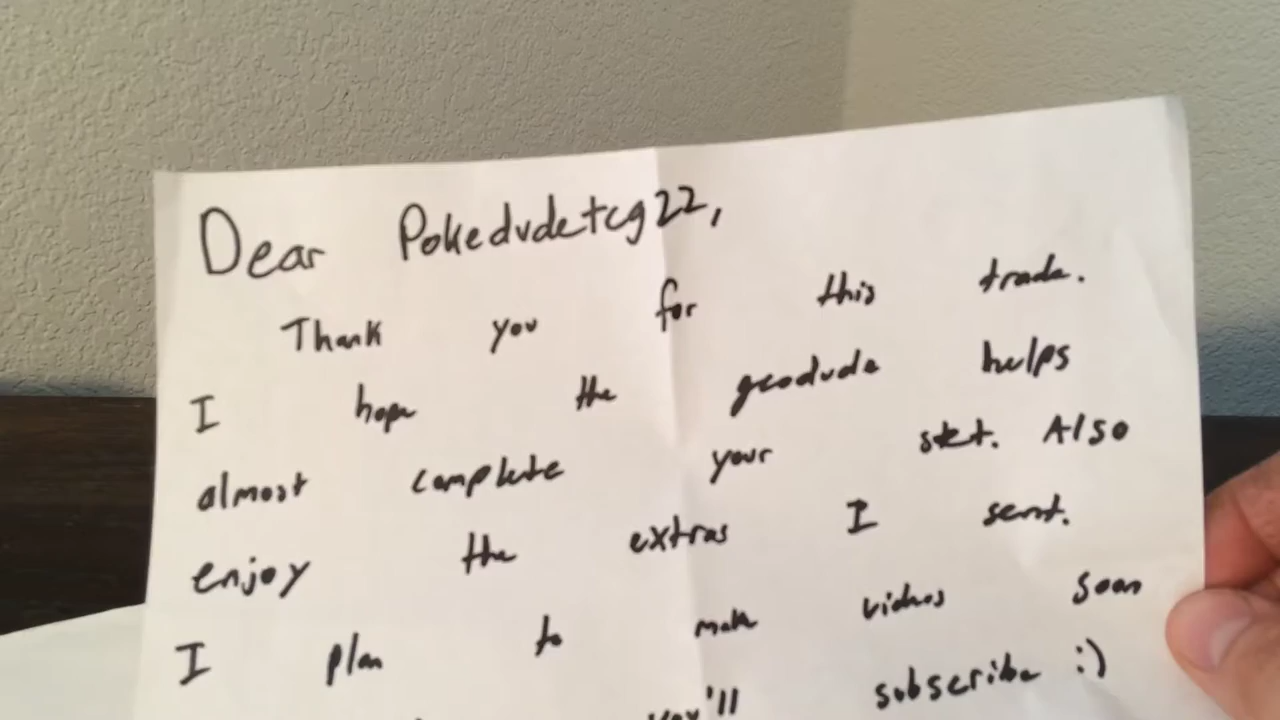 Dear Pokedudetcg22,
Thank you for this trade.
I hope the geodude helps
almost complete your set. Also
enjoy the extras I sent.
I plan to make videos soon
you'll subscribe :)